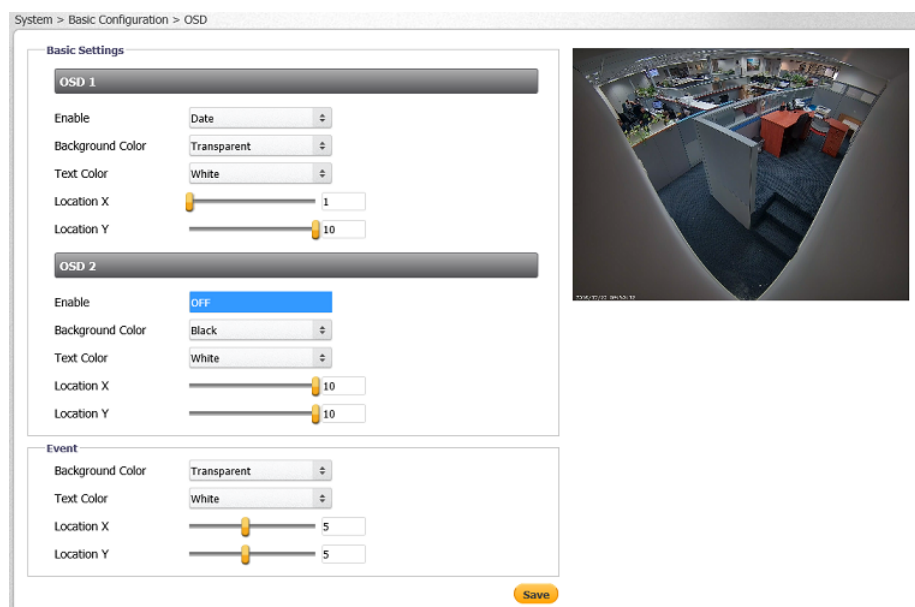 System > Basic Configuration > OSD
Basic Settings
OSD 1
Enable Date
Background Color Transparent
Text Color White
Location X 1
Location Y 10
OSD 2
Enable OFF
Background Color Black
Text Color White
Location X 10
Location Y 10
Event
Background Color Transparent
Text Color White
Location X 5
Location Y 5
Save